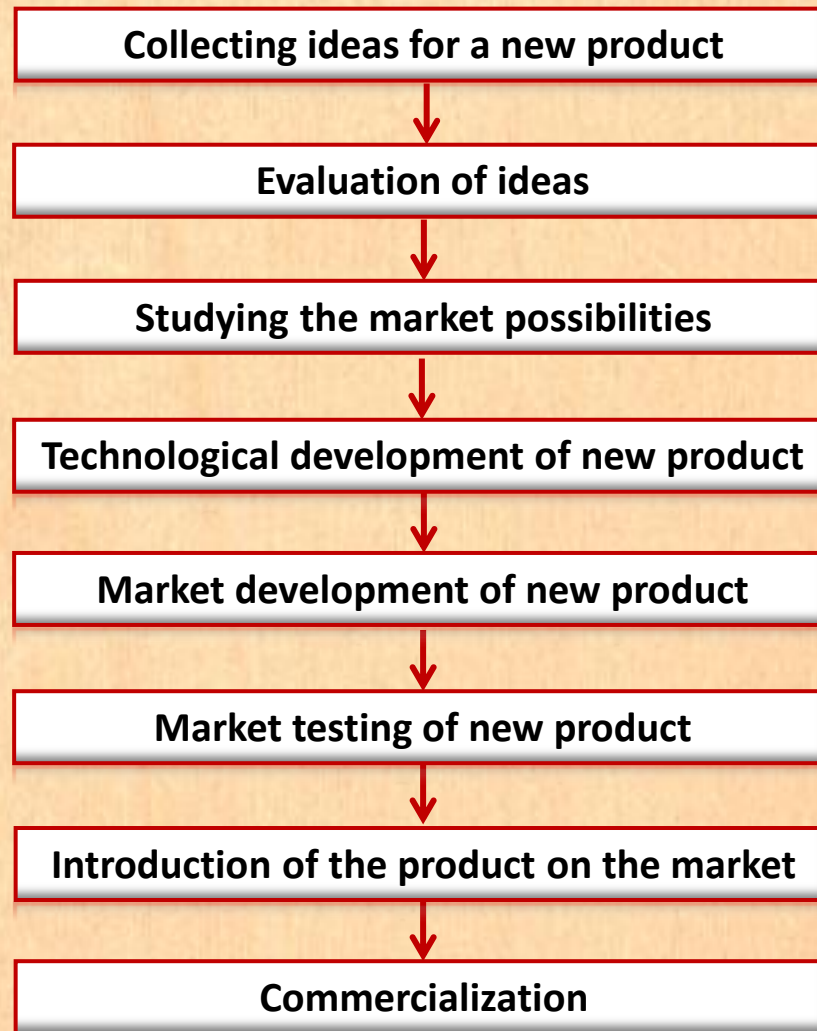 Collecting ideas for a new product
Evaluation of ideas
Studying the market possibilities
Technological development of new product
Market development of new product
Market testing of new product
Introduction of the product on the market
Commercialization